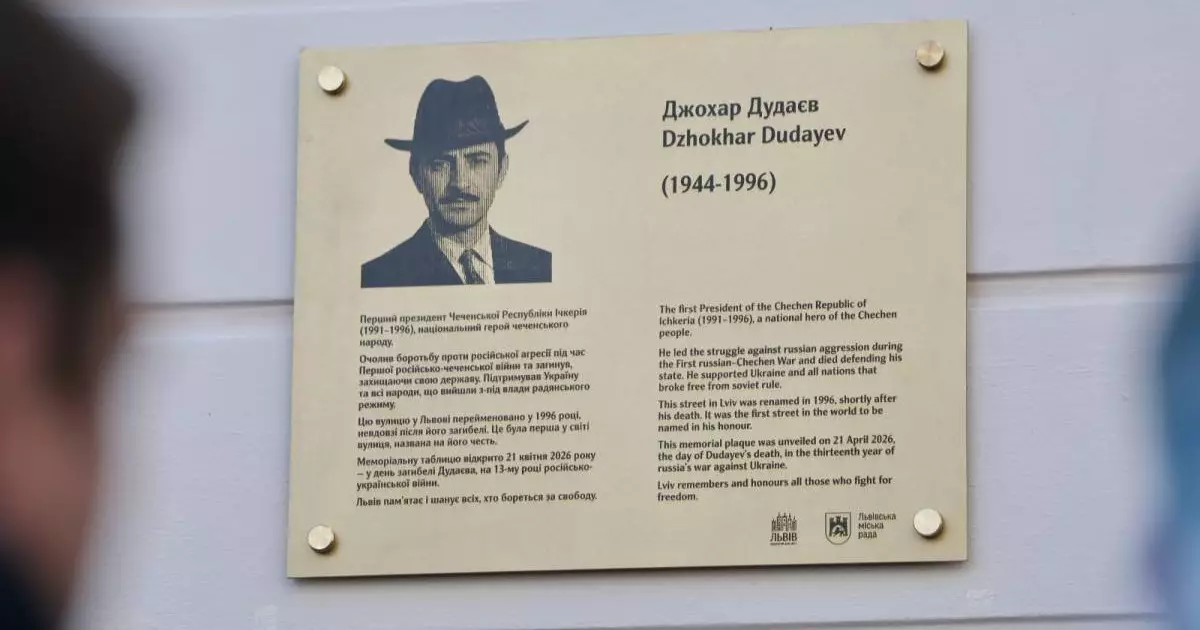 Джохар Дудаєв
Dzhokhar Dudayev
(1944-1996)
Перший президент Чеченської Республіки Ічкерія
(1991–1996), національний герой чеченського
народу.
Очолив боротьбу проти російської агресії під час
Першої російсько-чеченської війни та загинув,
захищаючи свою державу. Підтримував Україну
та всі народи, що вийшли з-під влади радянського
режиму.
Цю вулицю у Львові перейменовано у 1996 році,
невдовзі після його загибелі. Це була перша у світі
вулиця, названа на його честь.
Меморіальну таблицю відкрито 21 квітня 2026 року
– у день загибелі Дудаєва, на 13-му році російсько-
української війни.
Львів пам'ятає і шанує всіх, хто бореться за свободу.
The first President of the Chechen Republic of
Ichkeria (1991–1996), a national hero of the Chechen
people.
He led the struggle against russian aggression during
the First russian–Chechen War and died defending his
state. He supported Ukraine and all nations that
broke free from soviet rule.
This street in Lviv was renamed in 1996, shortly after
his death. It was the first street in the world to be
named in his honour.
This memorial plaque was unveiled on 21 April 2026,
the day of Dudayev's death, in the thirteenth year of
russia's war against Ukraine.
Lviv remembers and honours all those who fight for
freedom.
ЛЬВІВ
Львівська
міська
рада